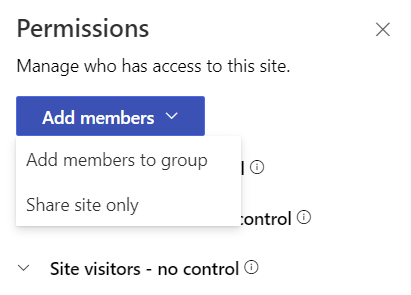 Permissions
Manage who has access to this site.
Add members
Add members to group
Share site only
control
Site visitors - no control